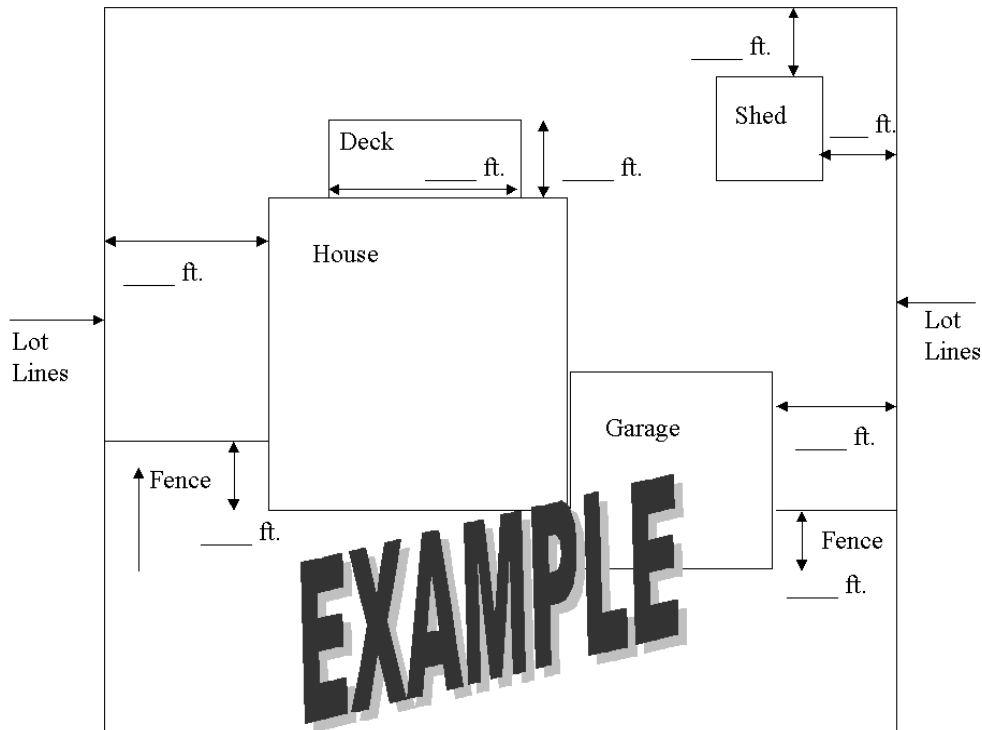 ____ ft.
Shed
___ ft.
Deck
____ ft.
____ ft.
House
____ ft.
Lot
Lines
Lot
Lines
Garage
____ ft.
Fence
____ ft.
Fence
____ ft.
EXAMPLE